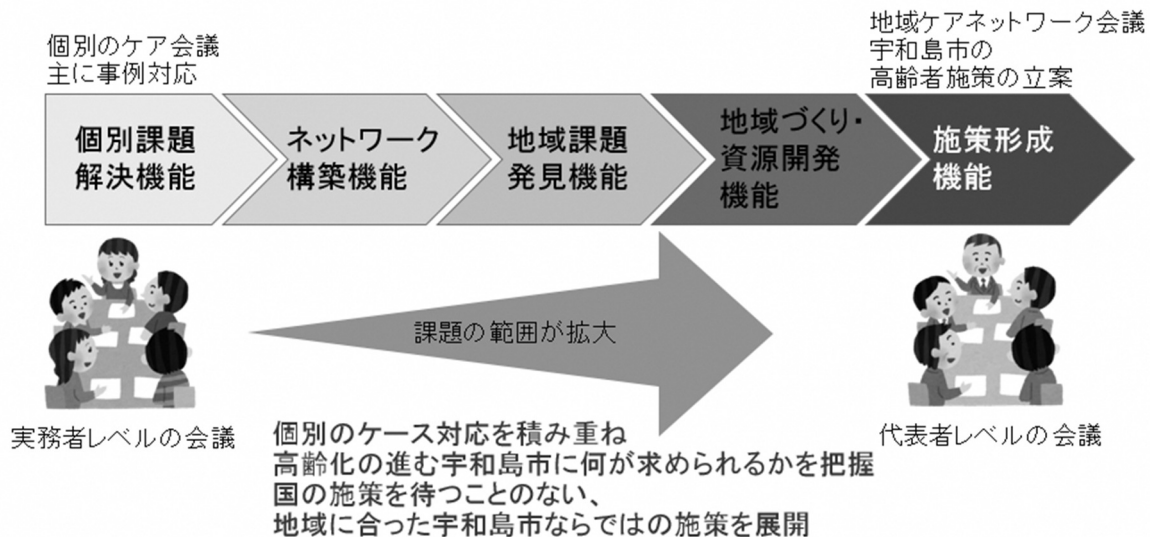 個別のケア会議
主に事例対応
地域ケアネットワーク会議
宇和島市の
高齢者施策の立案
個別課題
解決機能
ネットワーク
構築機能
地域課題
発見機能
地域づくり・
資源開発
機能
施策形成
機能
課題の範囲が拡大
実務者レベルの会議
代表者レベルの会議
個別のケース対応を積み重ね
高齢化の進む宇和島市に何が求められるかを把握
国の施策を待つことのない、
地域に合った宇和島市ならではの施策を展開